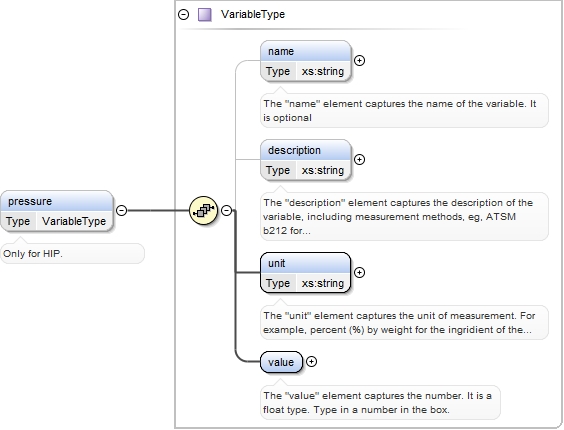 VariableType
name
Type xs:string
The "name" element captures the name of the variable. It
is optional
description
Type xs:string
The "description" element captures the description of the
variable, including measurement methods, eg, ATSM
b212 for...
pressure
Type VariableType
Only for HIP.
unit
Type xs:string
The "unit" element captures the unit of measurement. For
example, percent (%) by weight for the ingridient of the...
value
The "value" element captures the number. It is a
float type. Type in a number in the box.